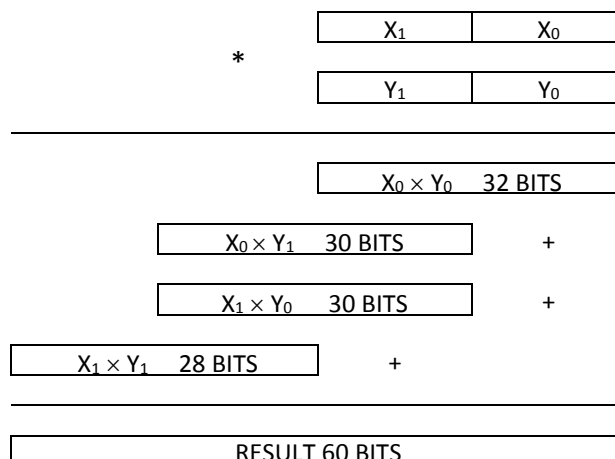 X₁ X₀
*
Y₁ Y₀
X₀ × Y₀ 32 BITS
X₀ × Y₁ 30 BITS +
X₁ × Y₀ 30 BITS +
X₁ × Y₁ 28 BITS +
RESULT 60 BITS